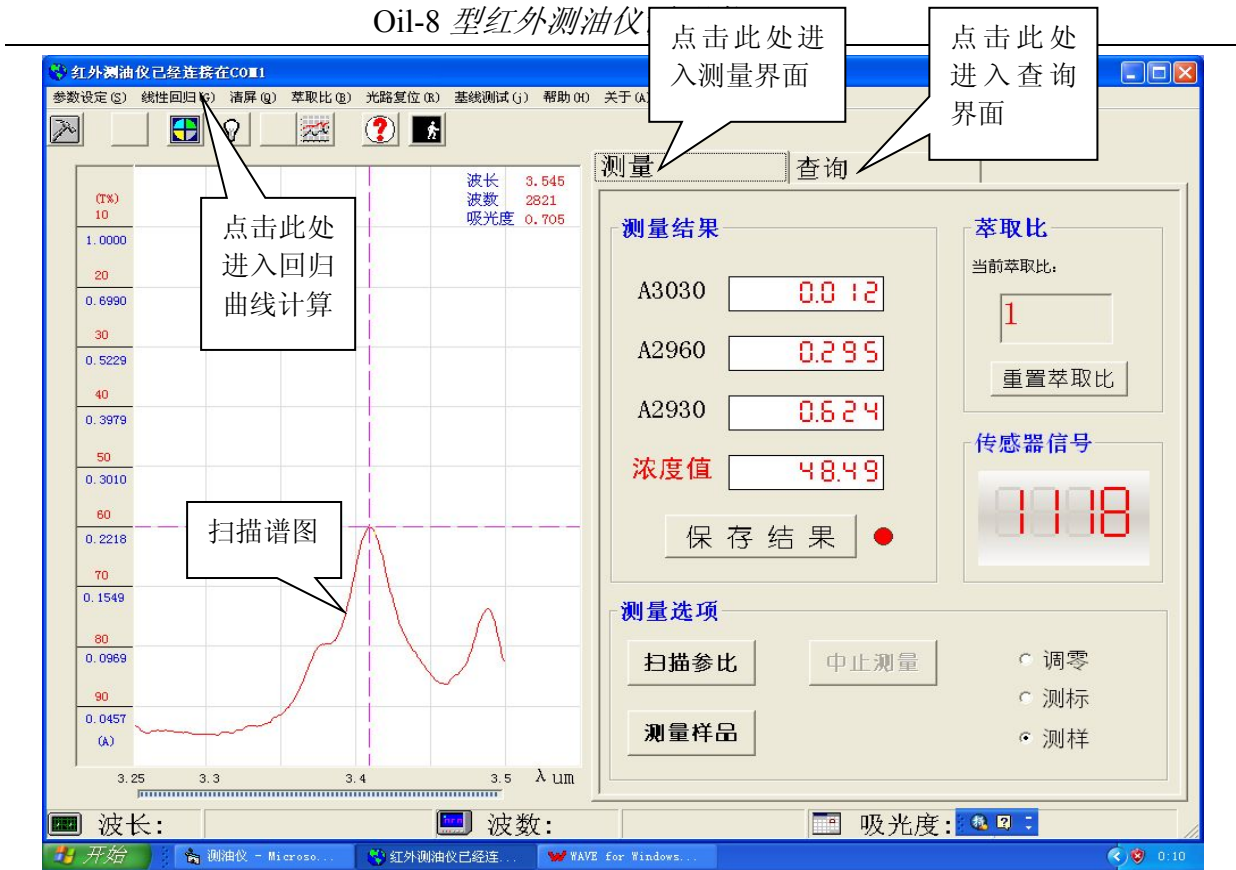 Oil-8 型红外测油仪
点击此处进
入测量界面
点击此处
进入查询
界面
红外测油仪已经连接在COM1
参数设定(S) 线性回归(G) 清屏(Q) 萃取比(B) 光路复位(R) 基线测试(J) 帮助(H) 关于(A)
测量
查询
波长 3.545
波数 2821
吸光度 0.705
(T%)
10
1.0000
20
0.6990
30
0.5229
40
0.3979
50
0.3010
60
0.2218
70
0.1549
80
0.0969
90
0.0457
(A)
点击此处
进入回归
曲线计算
扫描谱图
3.25 3.3 3.4 3.5 λ um
测量结果
A3030 0.012
A2960 0.295
A2930 0.624
浓度值 48.49
保存结果
萃取比
当前萃取比:
1
重置萃取比
传感器信号
1118
测量选项
扫描参比
中止测量
测量样品
调零
测标
测样
波长: 波数: 吸光度:
开始 测油仪 - Microso... 红外测油仪已经连... WAVE for Windows... 0:10